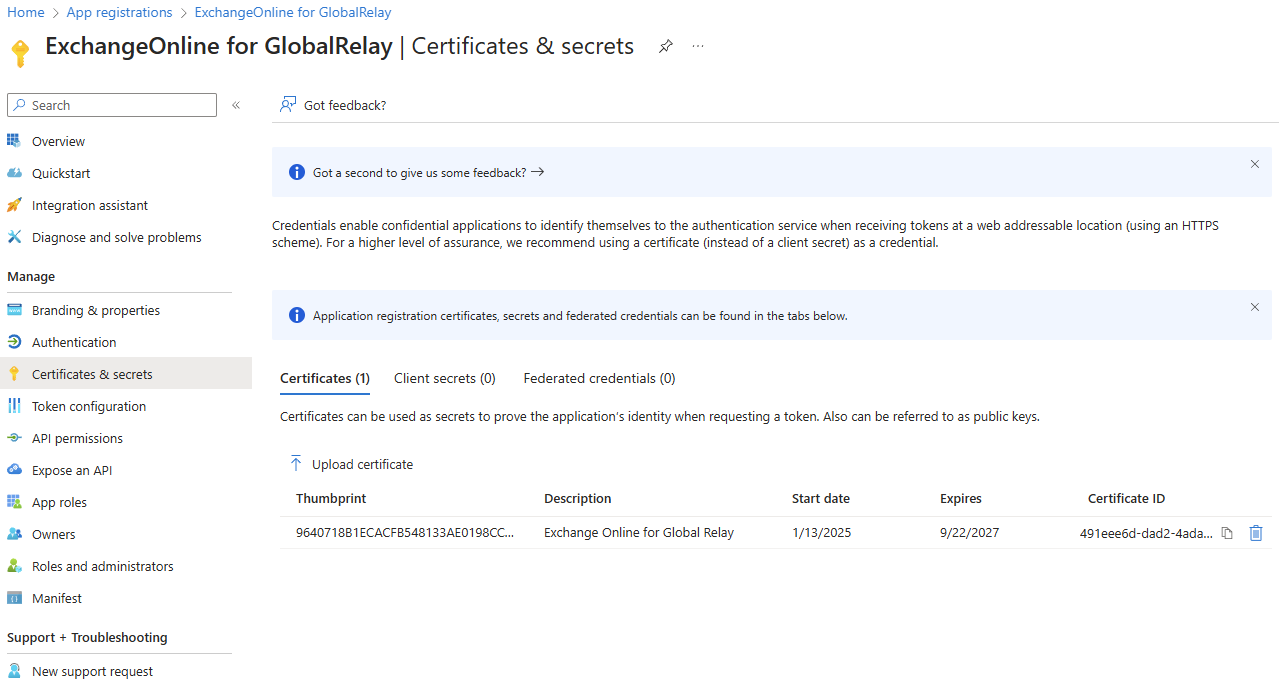 Home > App registrations > ExchangeOnline for GlobalRelay
ExchangeOnline for GlobalRelay | Certificates & secrets
Search
Overview
Quickstart
Integration assistant
Diagnose and solve problems
Manage
Branding & properties
Authentication
Certificates & secrets
Token configuration
API permissions
Expose an API
App roles
Owners
Roles and administrators
Manifest
Support + Troubleshooting
New support request
Got feedback?
Got a second to give us some feedback? →
Credentials enable confidential applications to identify themselves to the authentication service when receiving tokens at a web addressable location (using an HTTPS
scheme). For a higher level of assurance, we recommend using a certificate (instead of a client secret) as a credential.
Application registration certificates, secrets and federated credentials can be found in the tabs below.
Certificates (1) Client secrets (0) Federated credentials (0)
Certificates can be used as secrets to prove the application's identity when requesting a token. Also can be referred to as public keys.
Upload certificate
Thumbprint Description Start date Expires Certificate ID
9640718B1ECACFB548133AE0198CC... Exchange Online for Global Relay 1/13/2025 9/22/2027 491eee6d-dad2-4ada...